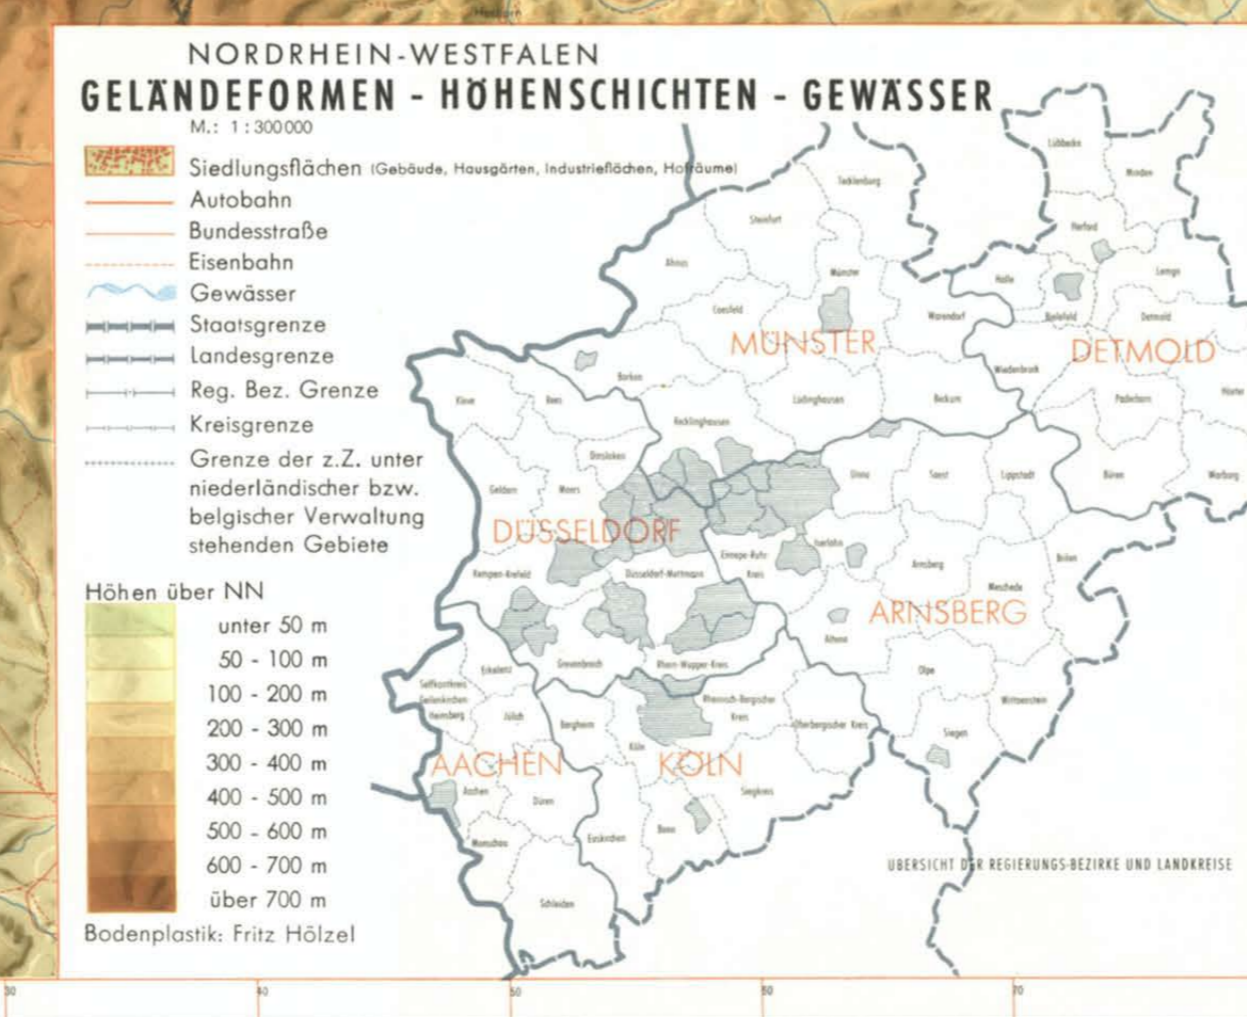 NORDRHEIN-WESTFALEN
GELÄNDEFORMEN - HÖHENSCHICHTEN - GEWÄSSER
M.: 1:300000
Siedlungsflächen (Gebäude, Hausgärten, Industrieflächen, Hofräume)
Autobahn
Bundesstraße
Eisenbahn
Gewässer
Staatsgrenze
Landesgrenze
Reg. Bez. Grenze
Kreisgrenze
Grenze der z.Z. unter
niederländischer bzw.
belgischer Verwaltung
stehenden Gebiete
Höhen über NN
unter 50 m
50 - 100 m
100 - 200 m
200 - 300 m
300 - 400 m
400 - 500 m
500 - 600 m
600 - 700 m
über 700 m
Bodenplastik: Fritz Hölzel
Lübbecke
Minden
Tecklenburg
Steinfurt
Herford
Ahaus
Münster
Halle
Lemgo
Coesfeld
Warendorf
Bielefeld
Detmold
MÜNSTER
DETMOLD
Wiedenbrück
Borken
Kleve
Rees
Lüdinghausen
Beckum
Paderborn
Höxter
Recklinghausen
Dinslaken
Geldern
Moers
Unna
Soest
Lippstadt
Büren
Warburg
DÜSSELDORF
Iserlohn
Ennepe-Ruhr
Kreis
Kempen-Krefeld
Düsseldorf-Mettmann
Arnsberg
Brilon
Meschede
ARNSBERG
Altena
Erkelenz
Grevenbroich
Rhein-Wupper-Kreis
Olpe
Selfkantkreis
Geilenkirchen
Heinsberg
Jülich
Bergheim
Rheinisch-Bergischer
Kreis
Oberbergischer Kreis
Wittgenstein
Siegen
Köln
AACHEN
KÖLN
Aachen
Düren
Siegkreis
Monschau
Euskirchen
Bonn
Schleiden
ÜBERSICHT DER REGIERUNGS-BEZIRKE UND LANDKREISE
30
40
50
60
70